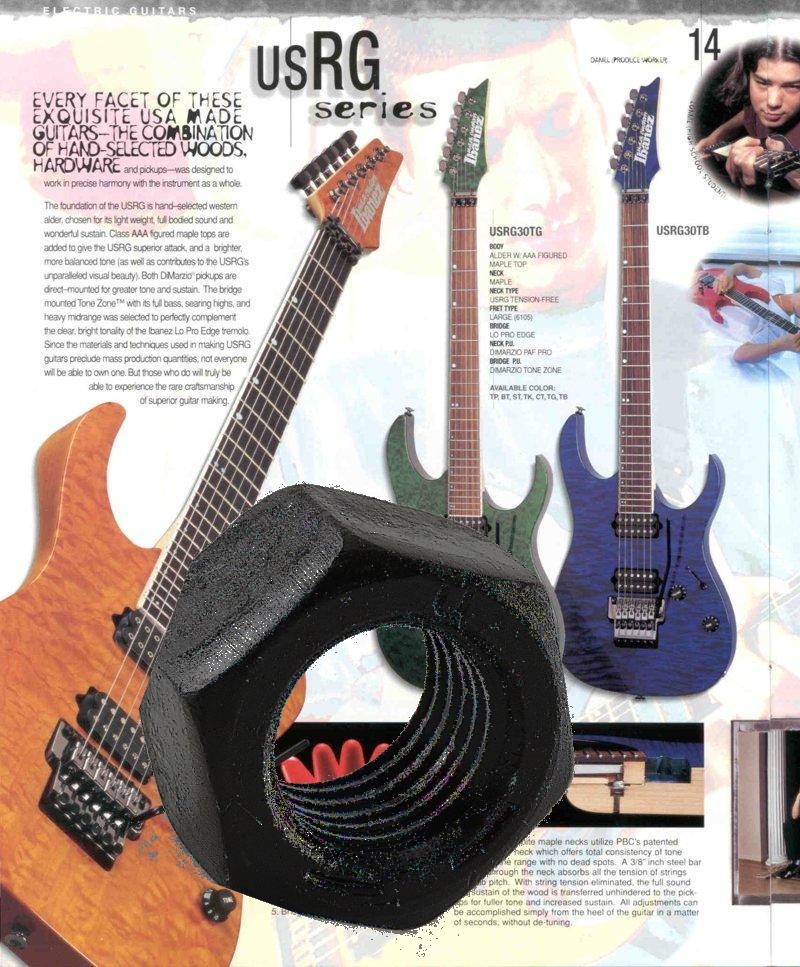 ELECTRIC GUITARS
USRG
series
14
DANIEL (PRODUCE WORKER)
EVERY FACET OF THESE
EXQUISITE USA MADE
GUITARS—THE COMBINATION
OF HAND-SELECTED WOODS,
HARDWARE and pickups—was designed to
work in precise harmony with the instrument as a whole.
The foundation of the USRG is hand–selected western
alder, chosen for its light weight, full bodied sound and
wonderful sustain. Class AAA figured maple tops are
added to give the USRG superior attack, and a brighter,
more balanced tone (as well as contributes to the USRG's
unparalleled visual beauty). Both DiMarzio® pickups are
direct–mounted for greater tone and sustain. The bridge
mounted Tone Zone™ with its full bass, searing highs, and
heavy midrange was selected to perfectly complement
the clear, bright tonality of the Ibanez Lo Pro Edge tremolo.
Since the materials and techniques used in making USRG
guitars preclude mass production quantities, not everyone
will be able to own one. But those who do will truly be
able to experience the rare craftsmanship
of superior guitar making.
Ibanez
Ibanez
Ibanez
USRG30TG
BODY
ALDER W/ AAA FIGURED
MAPLE TOP
NECK
MAPLE
NECK TYPE
USRG TENSION-FREE
FRET TYPE
LARGE (6105)
BRIDGE
LO PRO EDGE
NECK P.U.
DIMARZIO PAF PRO
BRIDGE P.U.
DIMARZIO TONE ZONE
AVAILABLE COLOR:
TP, BT, ST, TK, CT, TG, TB
USRG30TB
TONE
maple necks utilize PBC's patented
neck which offers total consistency of tone
range with no dead spots. A 3/8" inch steel bar
through the neck absorbs all the tension of strings
pitch. With string tension eliminated, the full sound
sustain of the wood is transferred unhindered to the pick-
ups for fuller tone and increased sustain. All adjustments can
be accomplished simply from the heel of the guitar in a matter
of seconds, without de-tuning.
5.